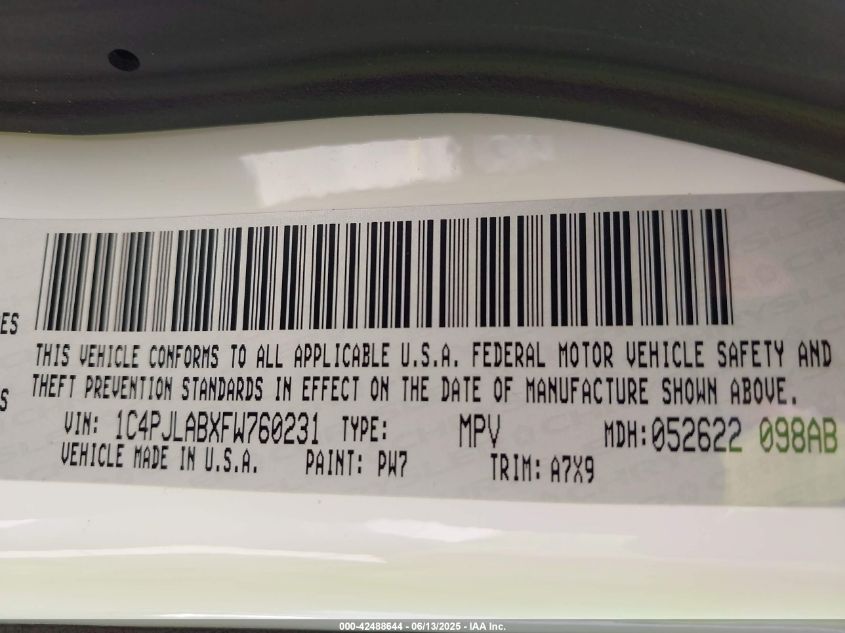 ES
THIS VEHICLE CONFORMS TO ALL APPLICABLE U.S.A. FEDERAL MOTOR VEHICLE SAFETY AND
S THEFT PREVENTION STANDARDS IN EFFECT ON THE DATE OF MANUFACTURE SHOWN ABOVE.
VIN: 1C4PJLABXFW760231 TYPE: MPV MDH:052622 098AB
VEHICLE MADE IN U.S.A. PAINT: PW7 TRIM: A7X9
000-42488644 - 06/13/2025 - IAA Inc.